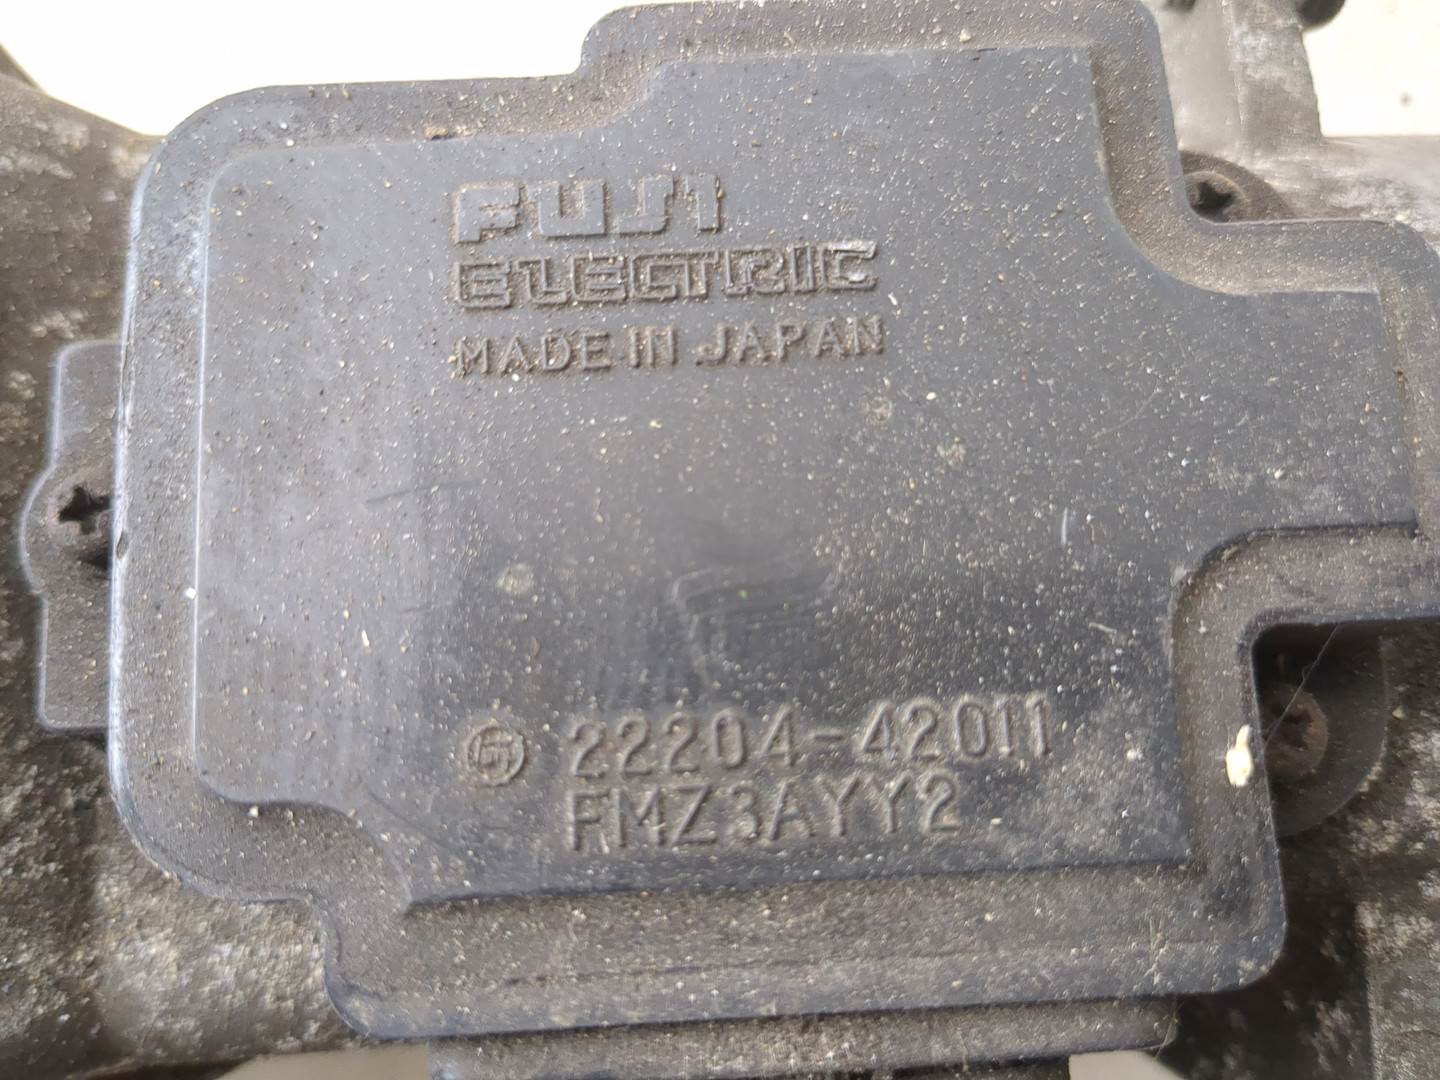 FUJI
ELECTRIC
MADE IN JAPAN
22204-42011
FMZ3AYY2